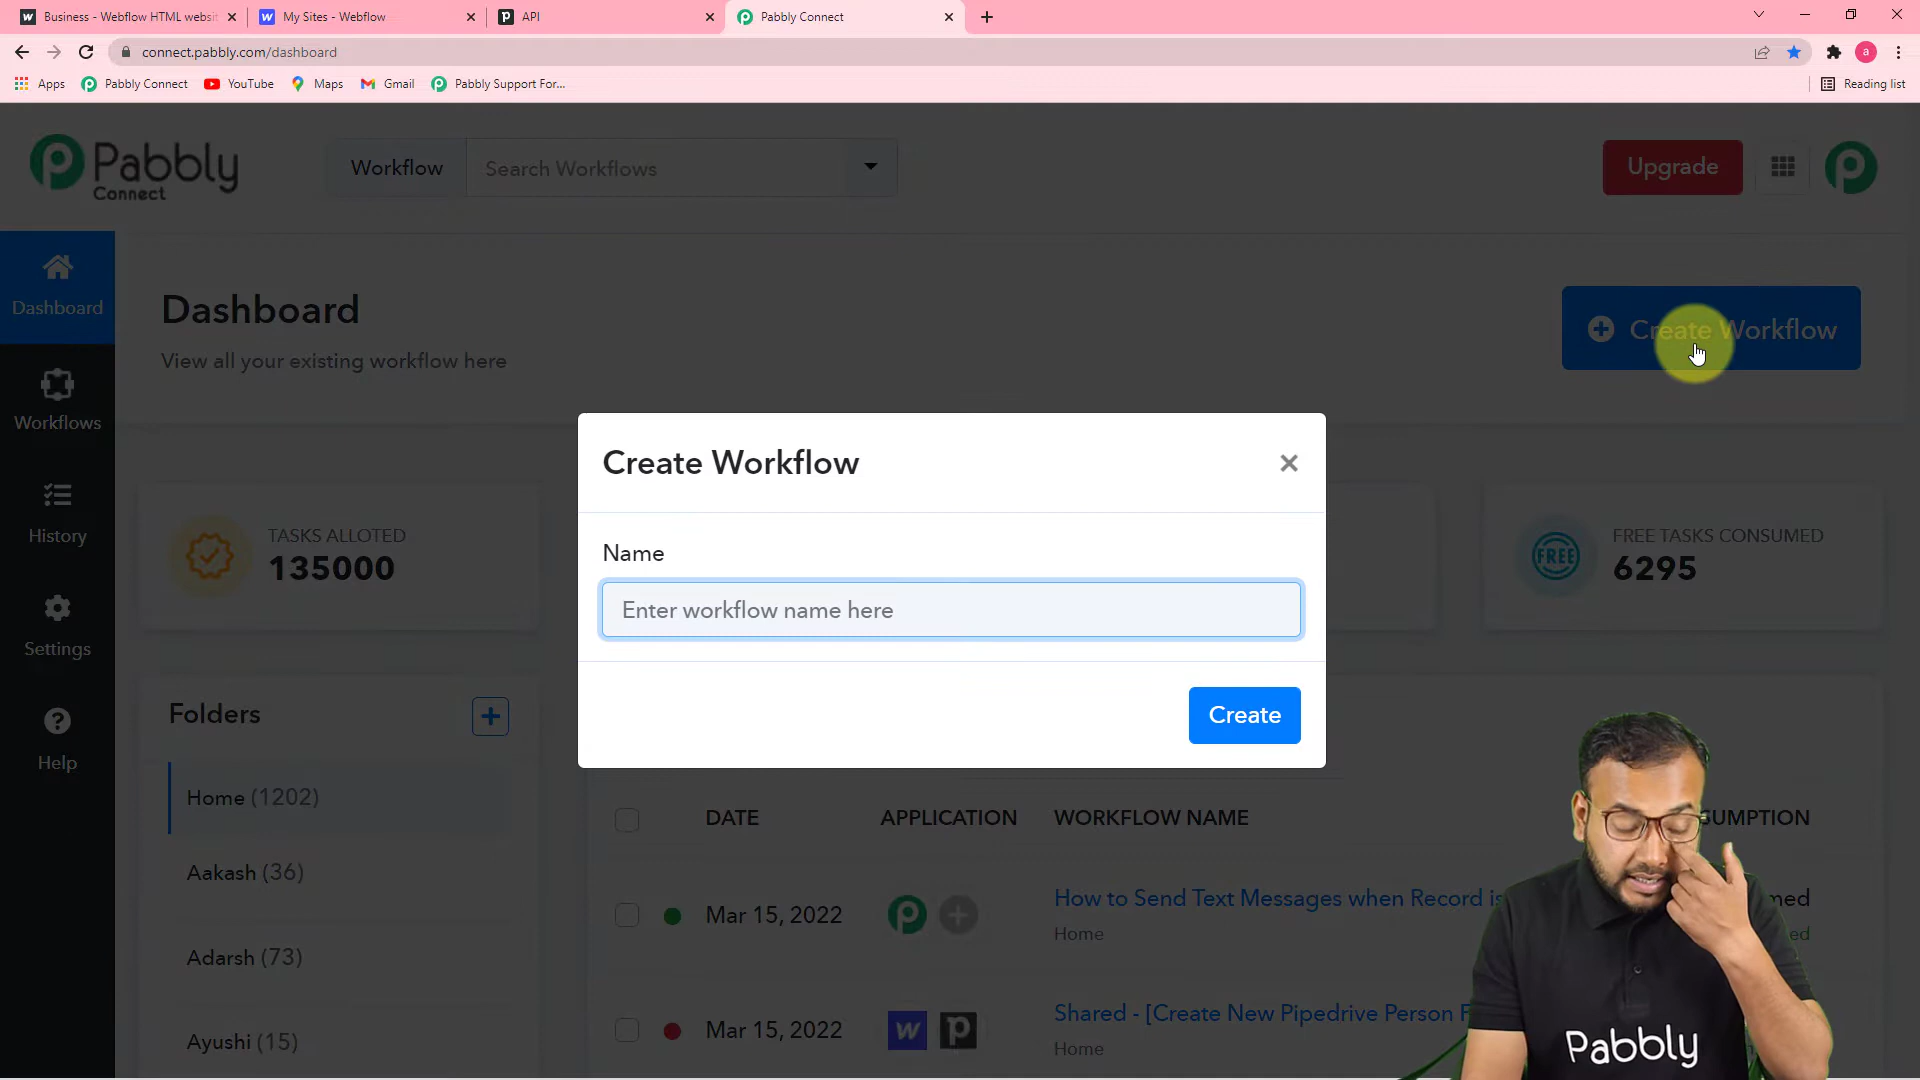 Business - Webflow HTML websi
My Sites - Webflow
API
Pabbly Connect
connect.pabbly.com/dashboard
a
Apps
Pabbly Connect
YouTube
Maps
Gmail
Pabbly Support For...
Reading list
Pabbly
Connect
Workflow
Search Workflows
Upgrade
Dashboard
Dashboard
View all your existing workflow here
Create Workflow
Workflows
Create Workflow
History
TASKS ALLOTED
135000
Name
Enter workflow name here
FREE
FREE TASKS CONSUMED
6295
Settings
Create
Folders
Help
Home (1202)
DATE
APPLICATION
WORKFLOW NAME
SUMPTION
Aakash (36)
Mar 15, 2022
How to Send Text Messages when Record is
med
Home
ed
Adarsh (73)
Mar 15, 2022
Shared - [Create New Pipedrive Person F
Home
Ayushi (15)
Pabbly